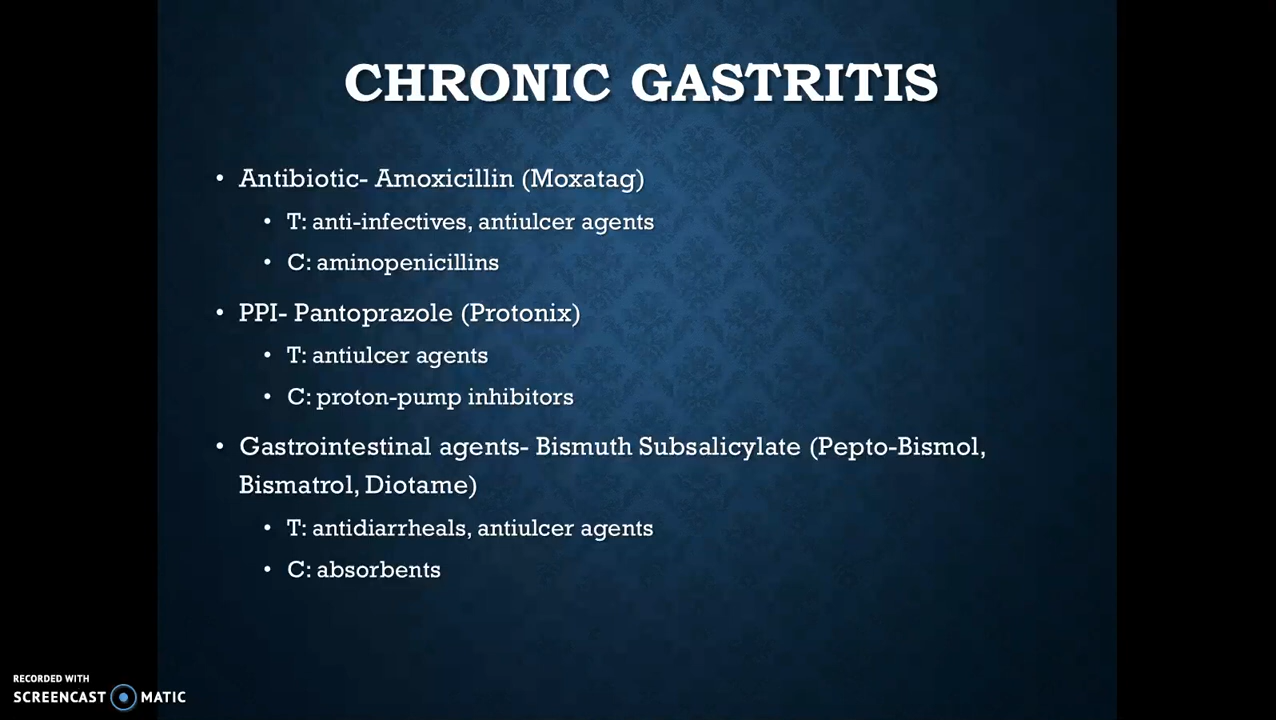 CHRONIC GASTRITIS
• Antibiotic- Amoxicillin (Moxatag)
• T: anti-infectives, antiulcer agents
• C: aminopenicillins
• PPI- Pantoprazole (Protonix)
• T: antiulcer agents
• C: proton-pump inhibitors
• Gastrointestinal agents- Bismuth Subsalicylate (Pepto-Bismol,
Bismatrol, Diotame)
• T: antidiarrheals, antiulcer agents
• C: absorbents
RECORDED WITH
SCREENCAST MATIC